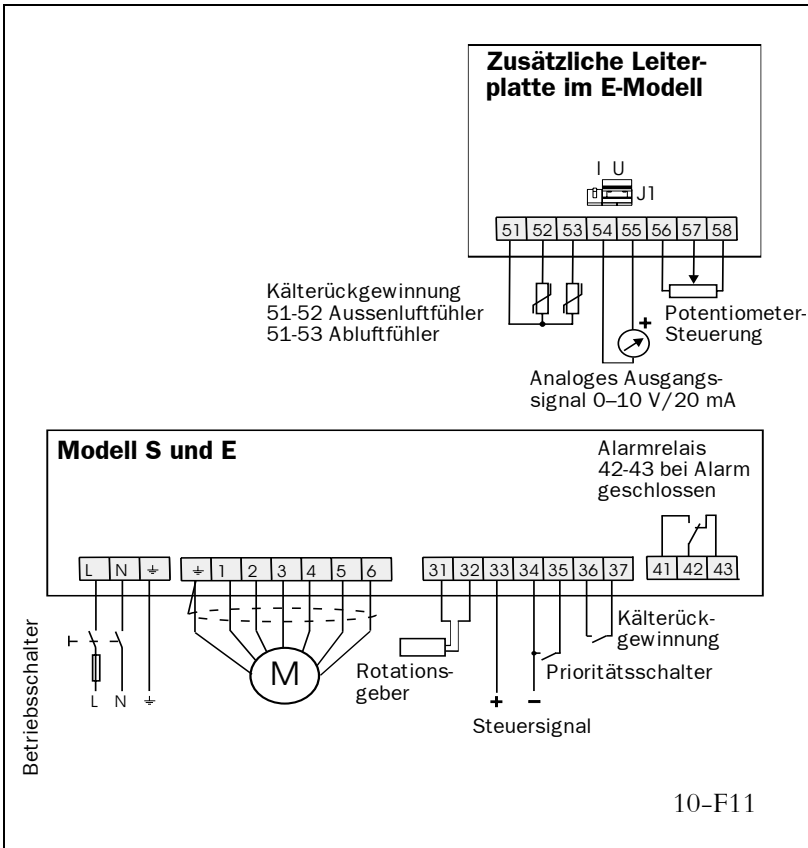 Zusätzliche Leiter-
platte im E-Modell
I U
J1
51 52 53 54 55 56 57 58
Kälterückgewinnung
51-52 Aussenluftfühler
51-53 Abluftfühler
+
Potentiometer-
Steuerung
Analoges Ausgangs-
signal 0–10 V/20 mA
Modell S und E
Alarmrelais
42-43 bei Alarm
geschlossen
L N 1 2 3 4 5 6 31 32 33 34 35 36 37 41 42 43
Betriebsschalter
L N
M
Rotations-
geber
Kälterück-
gewinnung
Prioritätsschalter
+ –
Steuersignal
10-F11